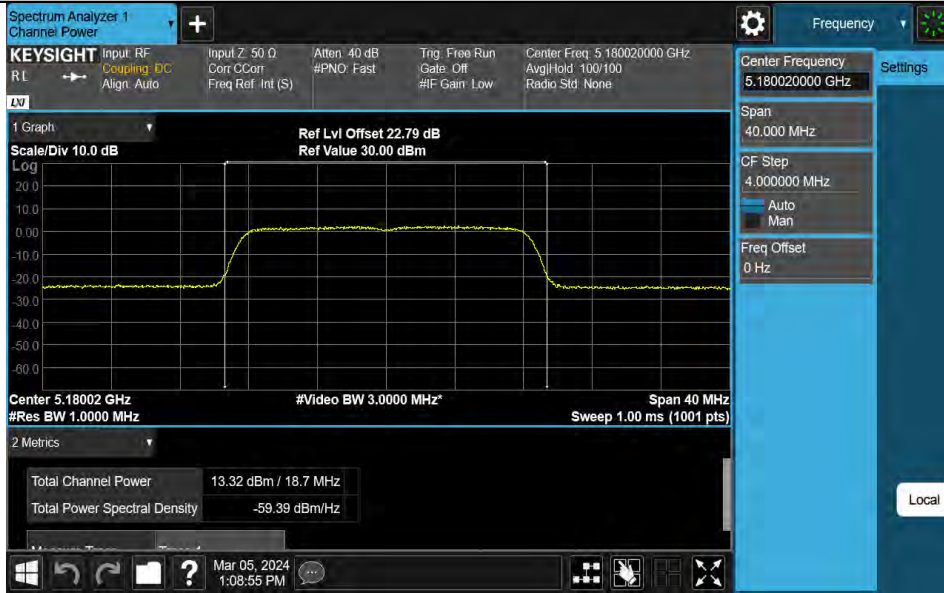 Spectrum Analyzer 1
Channel Power
Frequency
KEYSIGHT
R L
LXI
Input: RF
Coupling: DC
Align: Auto
Input Z: 50 Ω
Corr CCorr
Freq Ref: Int (S)
Atten: 40 dB
#PNO: Fast
Trig: Free Run
Gate: Off
#IF Gain: Low
Center Freq: 5.180020000 GHz
Avg|Hold: 100/100
Radio Std: None
Center Frequency
5.180020000 GHz
Settings
Span
40.000 MHz
CF Step
4.000000 MHz
Auto
Man
Freq Offset
0 Hz
1 Graph
Scale/Div 10.0 dB
Ref Lvl Offset 22.79 dB
Ref Value 30.00 dBm
Log
20.0
10.0
0.00
-10.0
-20.0
-30.0
-40.0
-50.0
-60.0
Center 5.18002 GHz
#Video BW 3.0000 MHz*
Span 40 MHz
#Res BW 1.0000 MHz
Sweep 1.00 ms (1001 pts)
2 Metrics
Total Channel Power 13.32 dBm / 18.7 MHz
Total Power Spectral Density -59.39 dBm/Hz
Local
?
Mar 05, 2024
1:08:55 PM